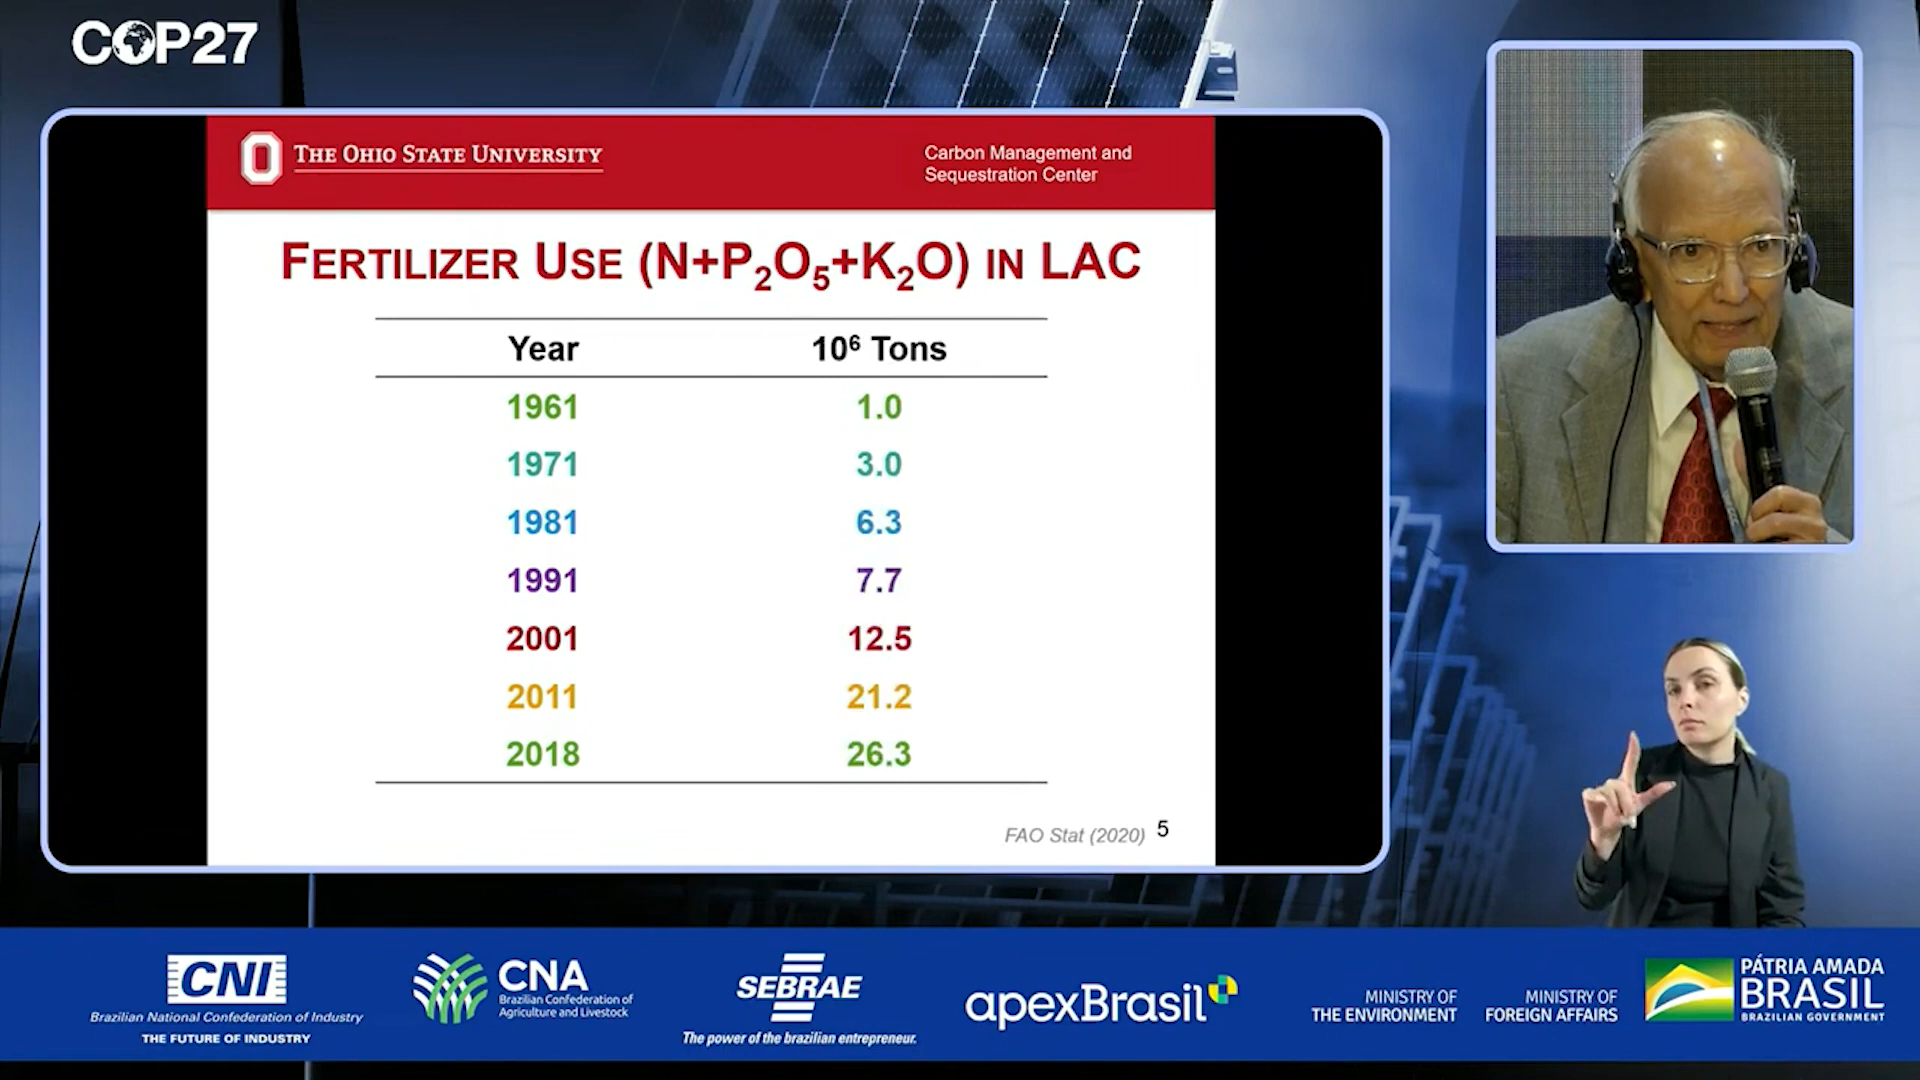 COP27
THE OHIO STATE UNIVERSITY
Carbon Management and
Sequestration Center
FERTILIZER USE (N+P₂O₅+K₂O) IN LAC
Year 10⁶ Tons
1961 1.0
1971 3.0
1981 6.3
1991 7.7
2001 12.5
2011 21.2
2018 26.3
FAO Stat (2020) 5
CNI
Brazilian National Confederation of Industry
THE FUTURE OF INDUSTRY
CNA
Brazilian Confederation of
Agriculture and Livestock
SEBRAE
The power of the brazilian entrepreneur.
apexBrasil
MINISTRY OF
THE ENVIRONMENT
MINISTRY OF
FOREIGN AFFAIRS
PÁTRIA AMADA
BRASIL
BRAZILIAN GOVERNMENT